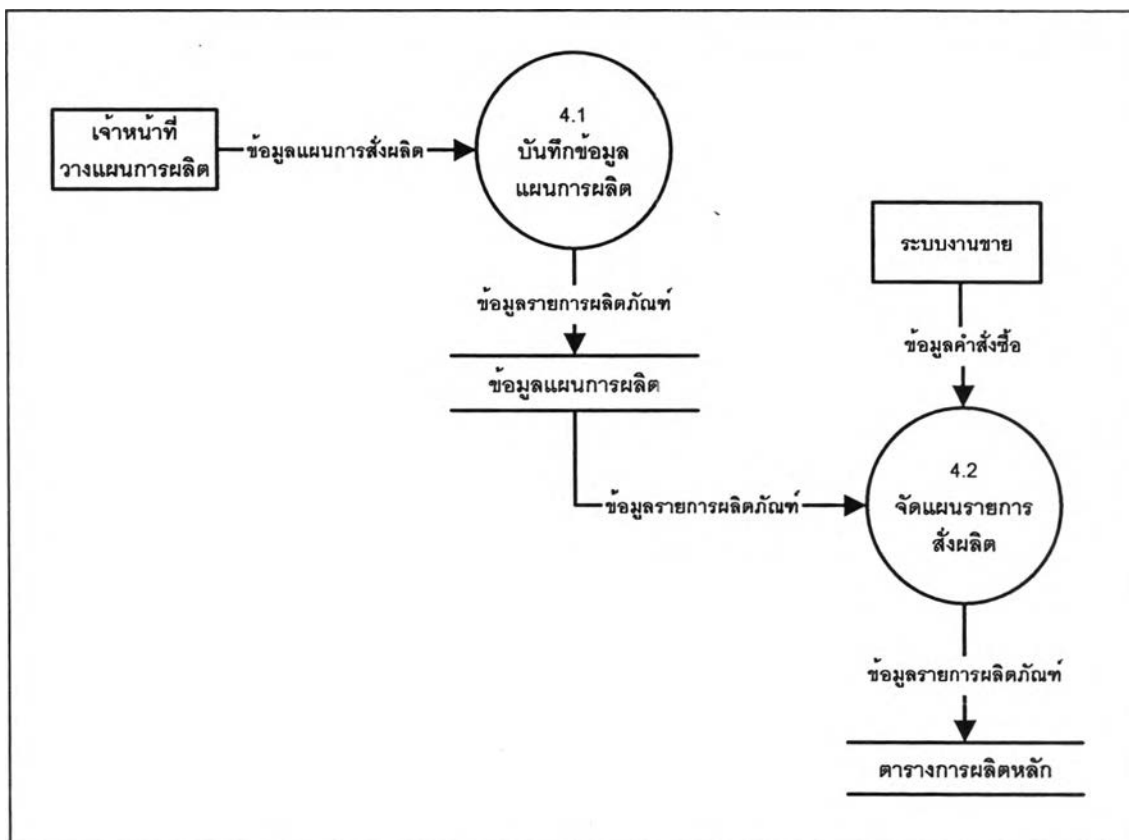 เจ้าหน้าที่
วางแผนการผลิต
ข้อมูลแผนการสั่งผลิต
4.1
บันทึกข้อมูล
แผนการผลิต
ข้อมูลรายการผลิตภัณฑ์
ข้อมูลแผนการผลิต
ระบบงานขาย
ข้อมูลคำสั่งซื้อ
ข้อมูลรายการผลิตภัณฑ์
4.2
จัดแผนรายการ
สั่งผลิต
ข้อมูลรายการผลิตภัณฑ์
ตารางการผลิตหลัก